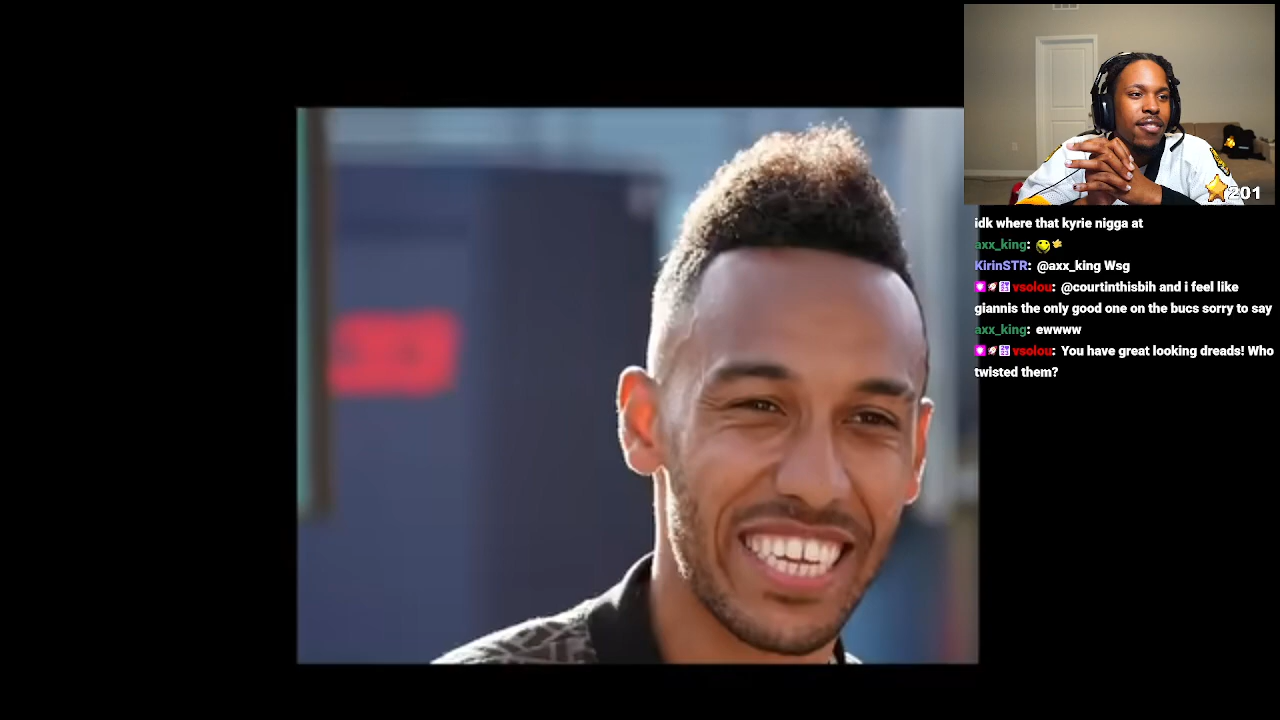 201
idk where that kyrie nigga at
axx_king:
KirinSTR: @axx_king Wsg
vsolou: @courtinthisbih and i feel like
giannis the only good one on the bucs sorry to say
axx_king: ewwww
vsolou: You have great looking dreads! Who
twisted them?